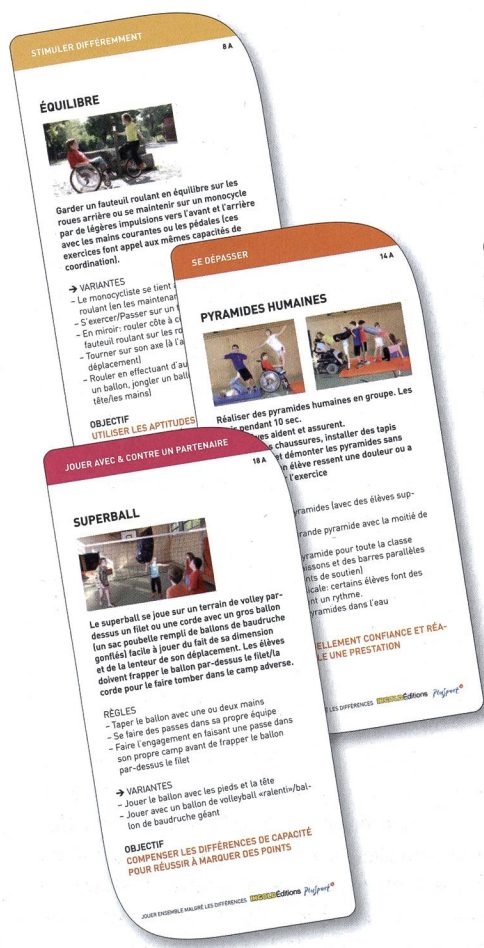 STIMULER DIFFÉREMMENT
8 A
ÉQUILIBRE
Garder un fauteuil roulant en équilibre sur les
roues arrière ou se maintenir sur un monocycle
par de légères impulsions vers l'avant et l'arrière
avec les mains courantes ou les pédales (ces
exercices font appel aux mêmes capacités de
coordination).
→ VARIANTES
– Le monocycliste se tient
roulant (en les maintenan
– S'exercer/Passer sur un
– En miroir: rouler côte à
fauteuil roulant sur les
– Tourner sur son axe (à l'a
déplacement)
– Rouler en effectuant d'au
un ballon, jongler un ball
tête/les mains)
OBJECTIF
UTILISER LES APTITUDES
SE DÉPASSER
14 A
PYRAMIDES HUMAINES
Réaliser des pyramides humaines en groupe. Les
pendant 10 sec.
aident et assurent.
chaussures, installer des tapis
et démonter les pyramides sans
élève ressent une douleur ou a
l'exercice
pyramides (avec des élèves sup-
rande pyramide avec la moitié de
yramide pour toute la classe
aissons et des barres parallèles
nts de soutien)
icale: certains élèves font des
ent un rythme.
yramides dans l'eau
ELLEMENT CONFIANCE ET RÉA-
LE UNE PRESTATION
LES DIFFÉRENCES INGOLDÉditions PluSport
JOUER AVEC & CONTRE UN PARTENAIRE
18 A
SUPERBALL
Le superball se joue sur un terrain de volley par-
dessus un filet ou une corde avec un gros ballon
(un sac poubelle rempli de ballons de baudruche
gonflés) facile à jouer du fait de sa dimension
et de la lenteur de son déplacement. Les élèves
doivent frapper le ballon par-dessus le filet/la
corde pour le faire tomber dans le camp adverse.
RÈGLES
– Taper le ballon avec une ou deux mains
– Se faire des passes dans sa propre équipe
– Faire l'engagement en faisant une passe dans
son propre camp avant de frapper le ballon
par-dessus le filet
→ VARIANTES
– Jouer le ballon avec les pieds et la tête
– Jouer avec un ballon de volleyball «ralenti»/bal-
lon de baudruche géant
OBJECTIF
COMPENSER LES DIFFÉRENCES DE CAPACITÉ
POUR RÉUSSIR À MARQUER DES POINTS
JOUER ENSEMBLE MALGRÉ LES DIFFÉRENCES INGOLDÉditions PluSport